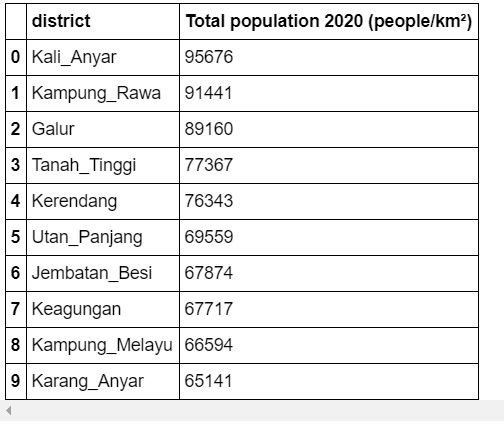 district Total population 2020 (people/km²)
0 Kali_Anyar 95676
1 Kampung_Rawa 91441
2 Galur 89160
3 Tanah_Tinggi 77367
4 Kerendang 76343
5 Utan_Panjang 69559
6 Jembatan_Besi 67874
7 Keagungan 67717
8 Kampung_Melayu 66594
9 Karang_Anyar 65141